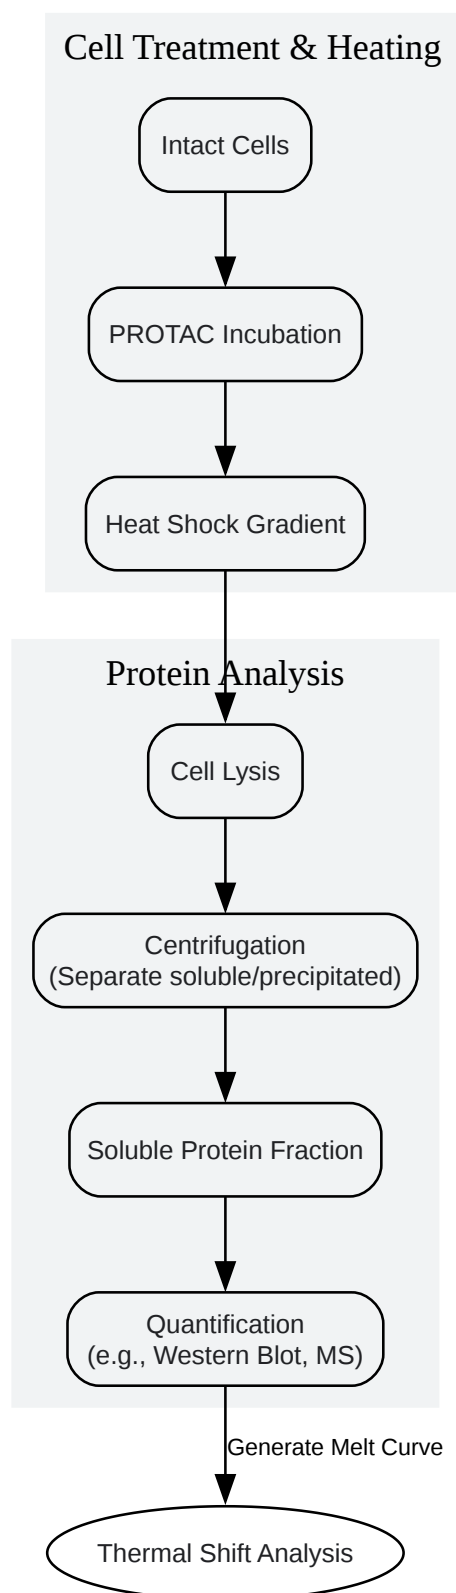 Cell Treatment & Heating
Intact Cells
PROTAC Incubation
Heat Shock Gradient
Protein Analysis
Cell Lysis
Centrifugation
(Separate soluble/precipitated)
Soluble Protein Fraction
Quantification
(e.g., Western Blot, MS)
Generate Melt Curve
Thermal Shift Analysis